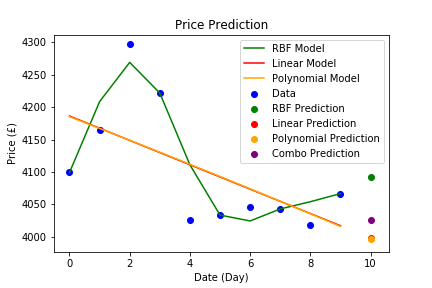 Price Prediction
4300
4250
4200
4150
4100
4050
4000
Price (£)
RBF Model
Linear Model
Polynomial Model
Data
RBF Prediction
Linear Prediction
Polynomial Prediction
Combo Prediction
0
2
4
6
8
10
Date (Day)